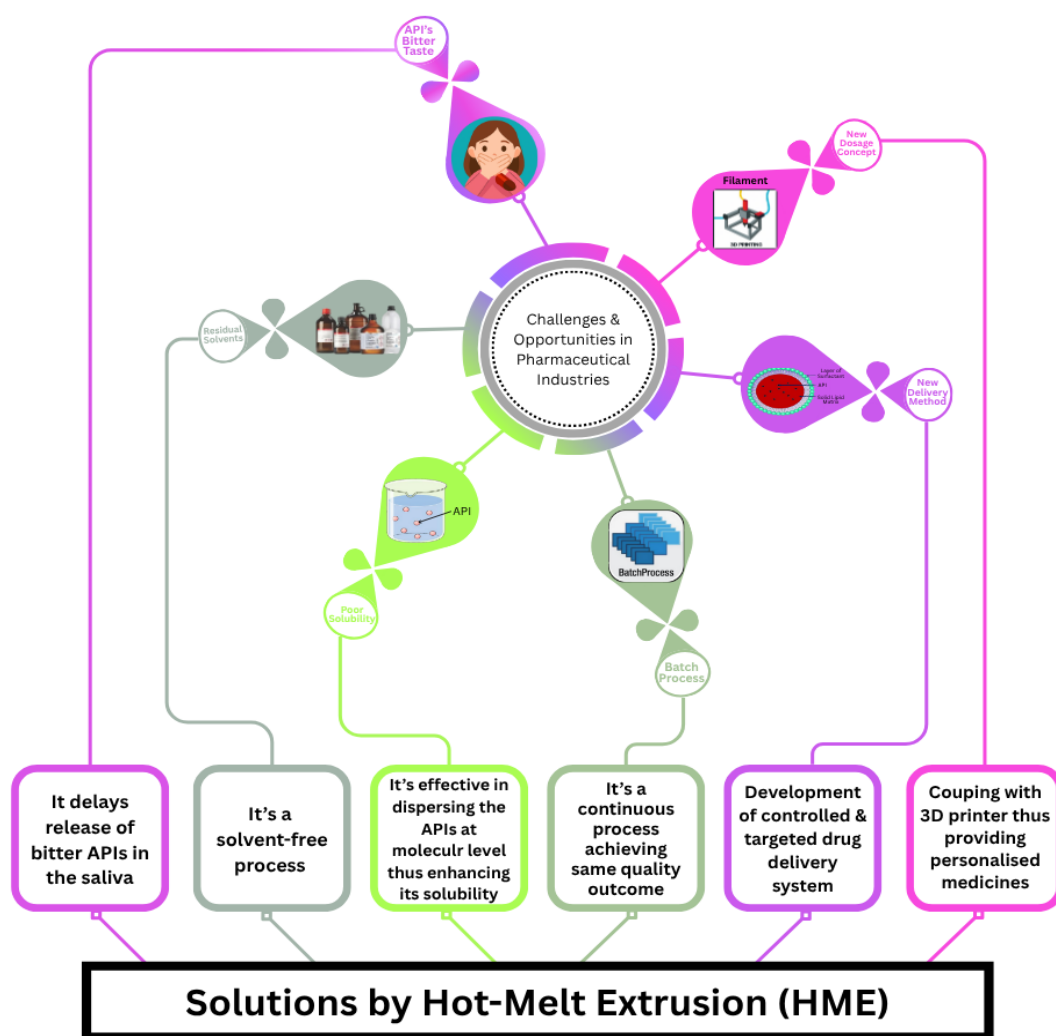 API's
Bitter
Taste
New
Dosage
Concept
Filament
3D PRINTING
Residual
Solvents
Challenges &
Opportunities in
Pharmaceutical
Industries
Layer of
Surfactant
API
Solid Lipid
Matrix
New
Delivery
Method
API
BatchProcess
Poor
Solubility
Batch
Process
It delays
release of
bitter APIs in
the saliva
It's a
solvent-free
process
It's effective in
dispersing the
APIs at
moleculr level
thus enhancing
its solubility
It's a
continuous
process
achieving
same quality
outcome
Development
of controlled &
targeted drug
delivery
system
Couping with
3D printer thus
providing
personalised
medicines
Solutions by Hot-Melt Extrusion (HME)